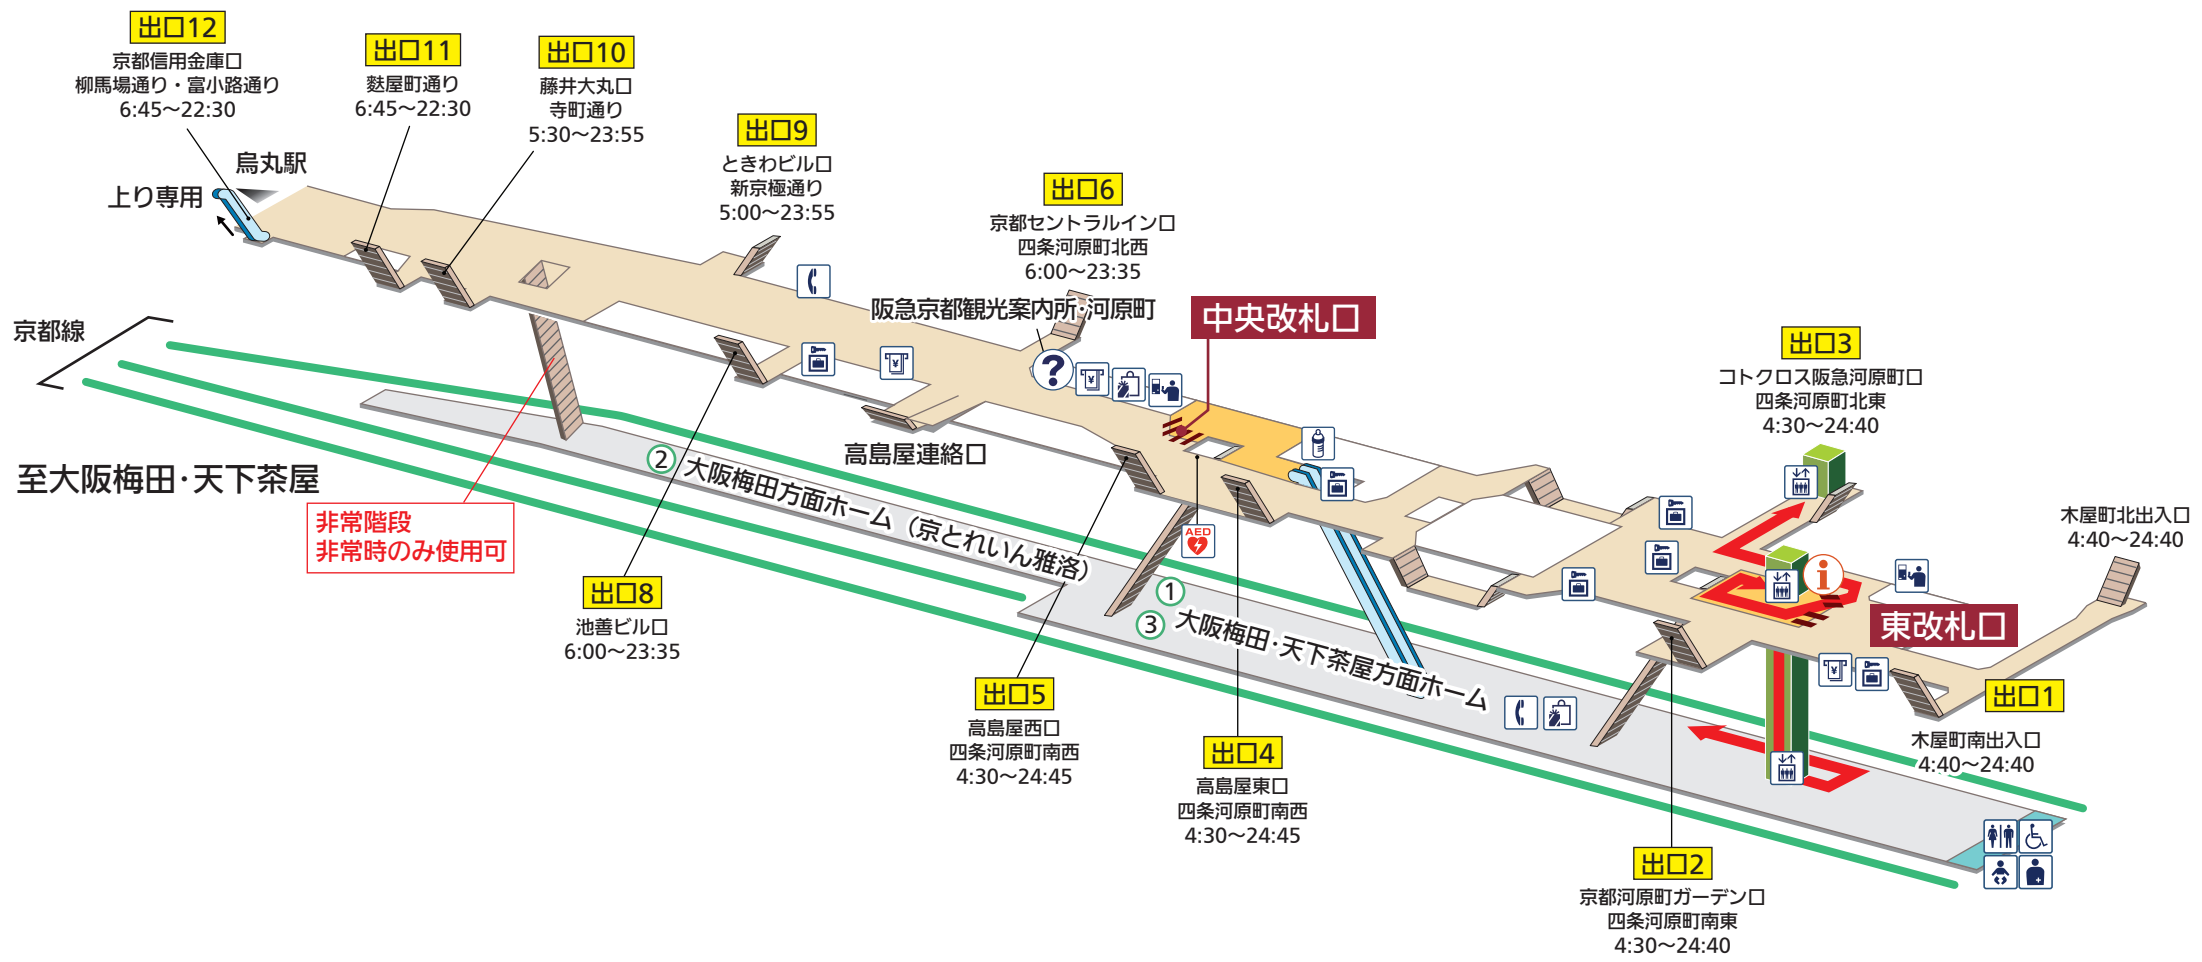 出口12
京都信用金庫口
柳馬場通り・富小路通り
6:45～22:30
出口11
麩屋町通り
6:45～22:30
出口10
藤井大丸口
寺町通り
5:30～23:55
出口9
ときわビル口
新京極通り
5:00～23:55
出口6
京都セントラルイン口
四条河原町北西
6:00～23:35
烏丸駅
上り専用
阪急京都観光案内所・河原町
?
中央改札口
出口3
コトクロス阪急河原町口
四条河原町北東
4:30～24:40
京都線
至大阪梅田・天下茶屋
非常階段
非常時のみ使用可
高島屋連絡口
② 大阪梅田方面ホーム（京とれいん雅洛）
①
③ 大阪梅田・天下茶屋方面ホーム
AED
i
東改札口
木屋町北出入口
4:40～24:40
出口8
池善ビル口
6:00～23:35
出口5
高島屋西口
四条河原町南西
4:30～24:45
出口4
高島屋東口
四条河原町南西
4:30～24:45
出口1
木屋町南出入口
4:40～24:40
出口2
京都河原町ガーデン口
四条河原町南東
4:30～24:40